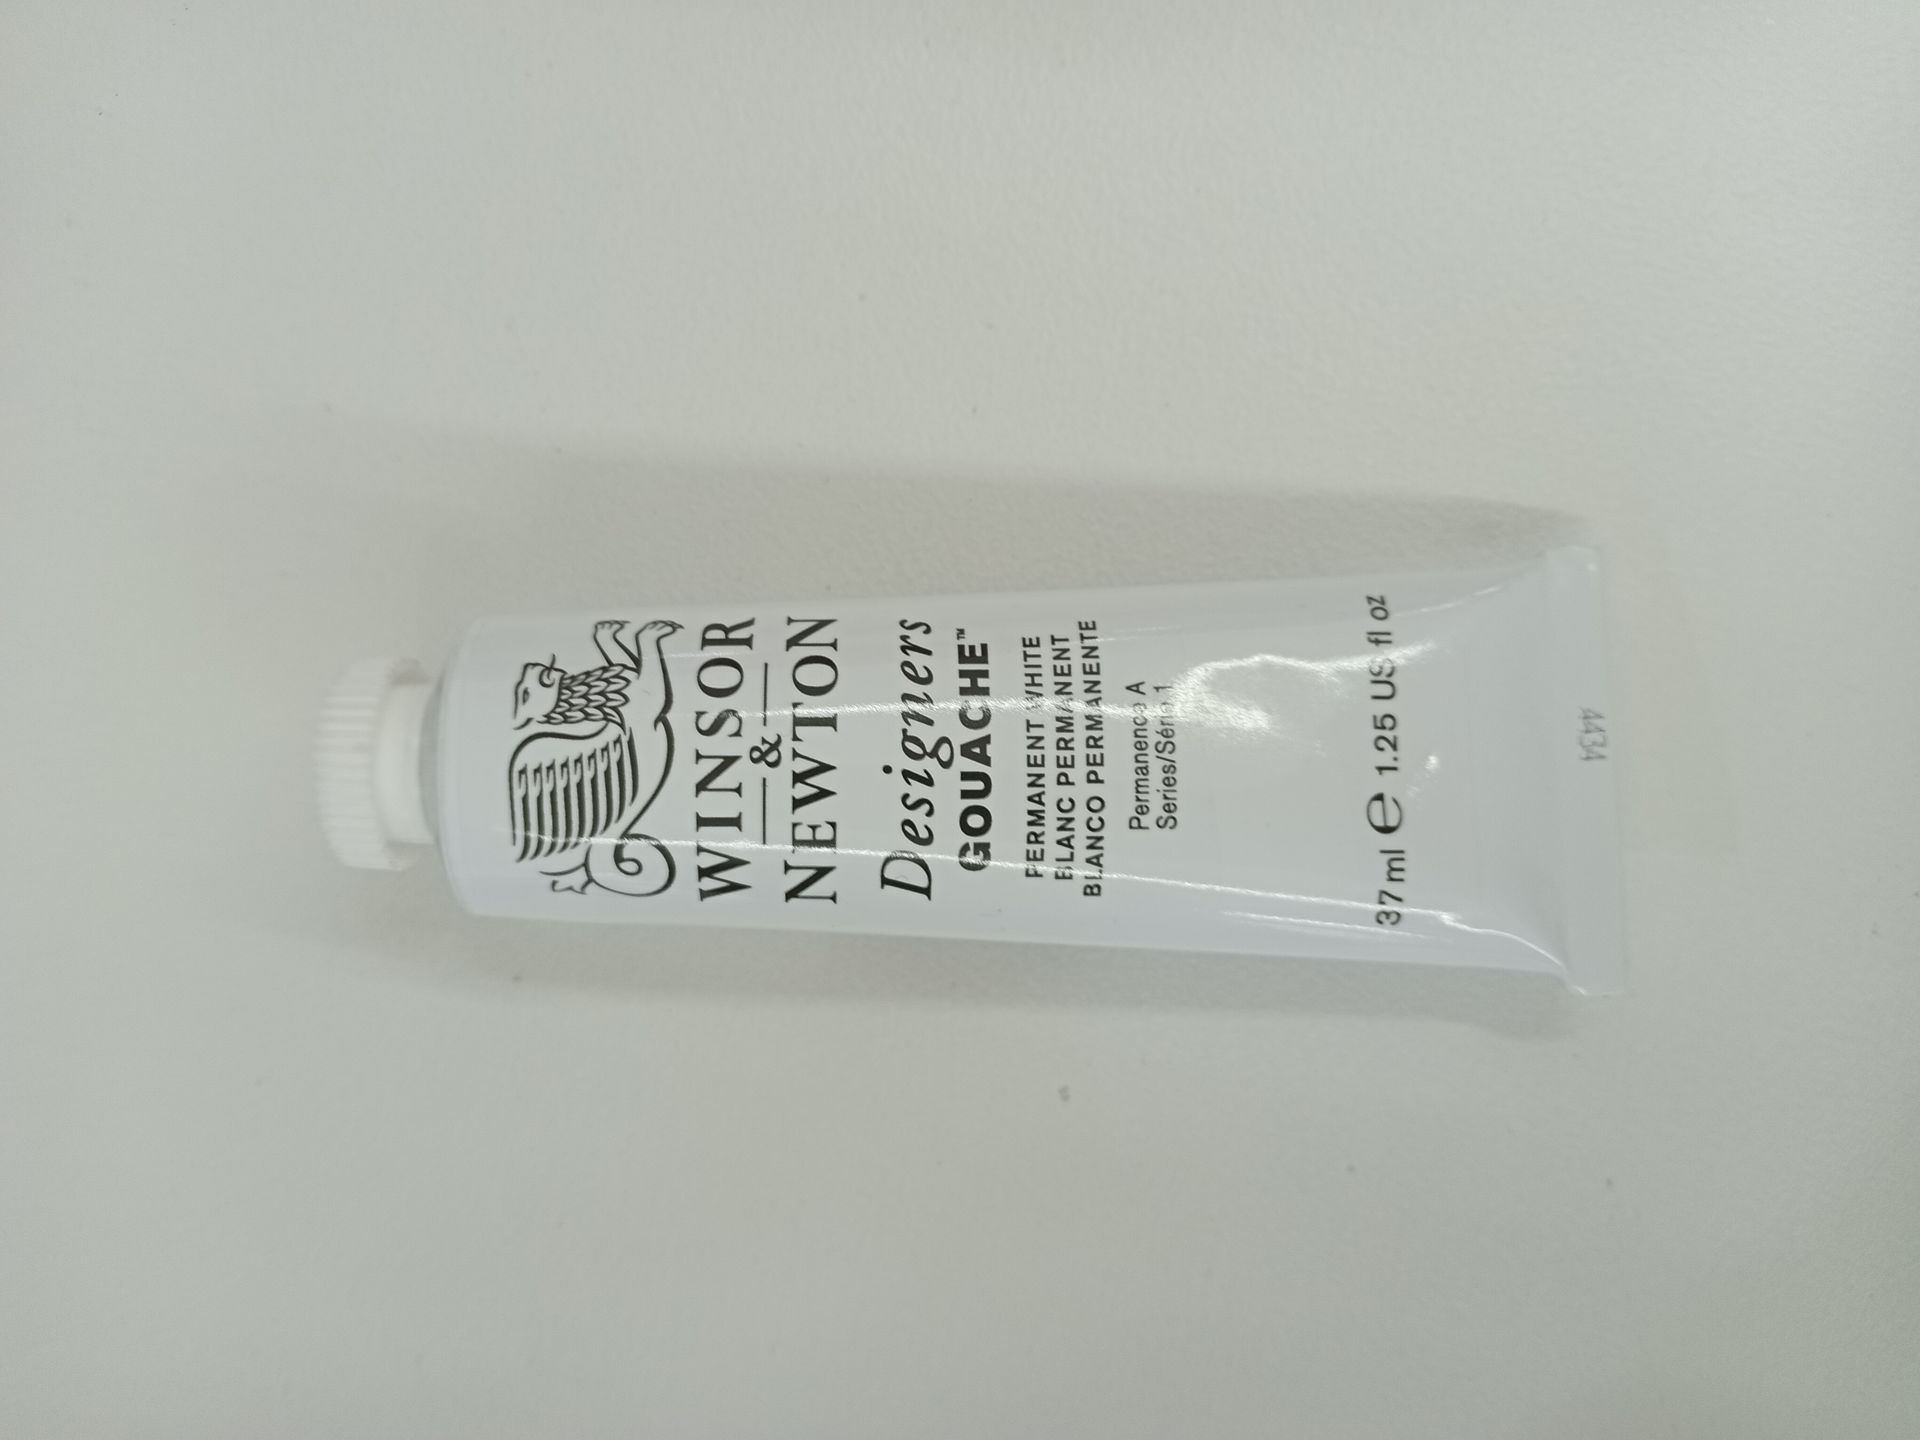 WINSOR
&
NEWTON
Designers
GOUACHE™
PERMANENT WHITE
BLANC PERMANENT
BLANCO PERMANENTE
Permanence A
Series/Série 1
37 ml ℮ 1.25 US fl oz
4434